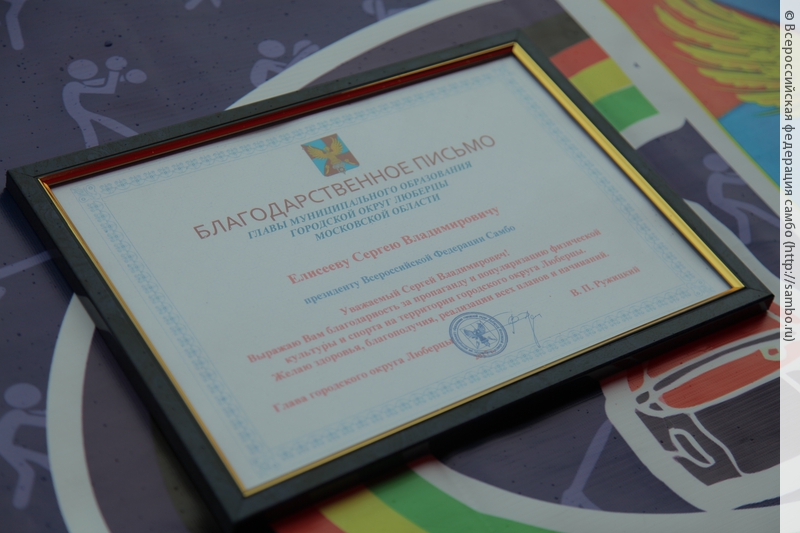 БЛАГОДАРСТВЕННОЕ ПИСЬМО
ГЛАВЫ МУНИЦИПАЛЬНОГО ОБРАЗОВАНИЯ
ГОРОДСКОЙ ОКРУГ ЛЮБЕРЦЫ
МОСКОВСКОЙ ОБЛАСТИ
Елисееву Сергею Владимировичу
президенту Всероссийской Федерации Самбо
Уважаемый Сергей Владимирович!
Выражаю Вам благодарность за пропаганду и популяризацию физической
культуры и спорта на территории городского округа Люберцы.
Желаю здоровья, благополучия, реализации всех планов и начинаний.
Глава городского округа Люберцы
В. П. Ружицкий
© Всероссийская федерация самбо (http://sambo.ru)